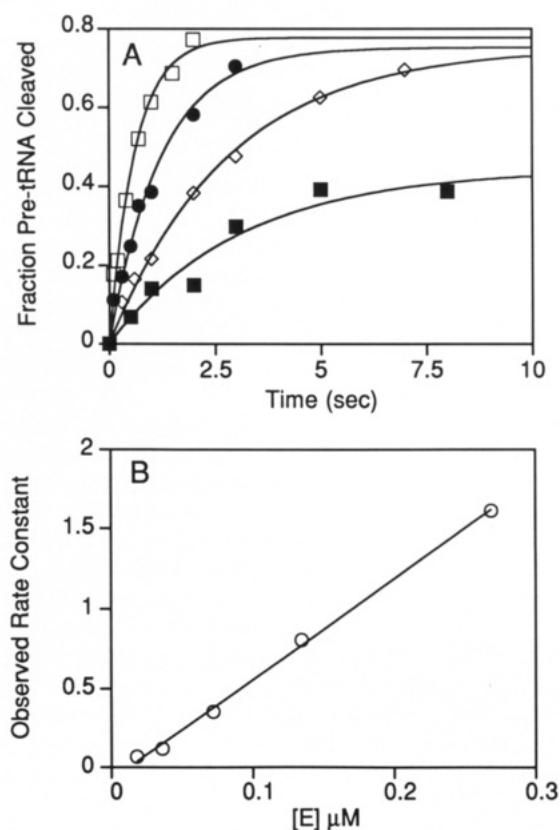 A
Fraction Pre-tRNA Cleaved
0.8
0.6
0.4
0.2
0
0 2.5 5 7.5 10
Time (sec)
B
Observed Rate Constant
2
1.5
1
0.5
0
0 0.1 0.2 0.3
[E] μM